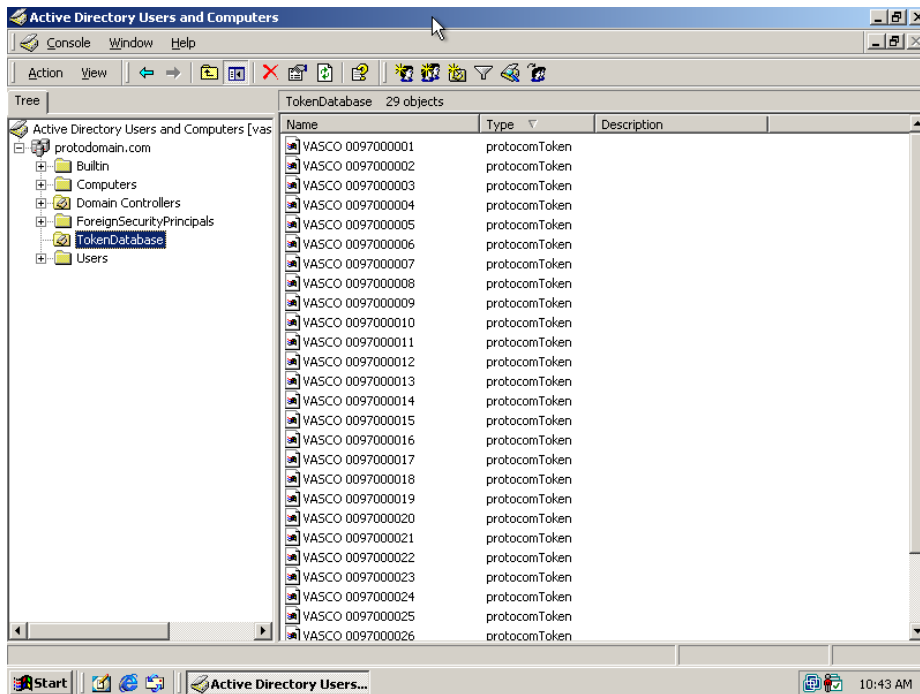 Active Directory Users and Computers
Console Window Help
Action View
Tree
TokenDatabase 29 objects
Active Directory Users and Computers [vas
protodomain.com
Builtin
Computers
Domain Controllers
ForeignSecurityPrincipals
TokenDatabase
Users
Name Type Description
VASCO 0097000001 protocomToken
VASCO 0097000002 protocomToken
VASCO 0097000003 protocomToken
VASCO 0097000004 protocomToken
VASCO 0097000005 protocomToken
VASCO 0097000006 protocomToken
VASCO 0097000007 protocomToken
VASCO 0097000008 protocomToken
VASCO 0097000009 protocomToken
VASCO 0097000010 protocomToken
VASCO 0097000011 protocomToken
VASCO 0097000012 protocomToken
VASCO 0097000013 protocomToken
VASCO 0097000014 protocomToken
VASCO 0097000015 protocomToken
VASCO 0097000016 protocomToken
VASCO 0097000017 protocomToken
VASCO 0097000018 protocomToken
VASCO 0097000019 protocomToken
VASCO 0097000020 protocomToken
VASCO 0097000021 protocomToken
VASCO 0097000022 protocomToken
VASCO 0097000023 protocomToken
VASCO 0097000024 protocomToken
VASCO 0097000025 protocomToken
VASCO 0097000026 protocomToken
Start
Active Directory Users...
10:43 AM